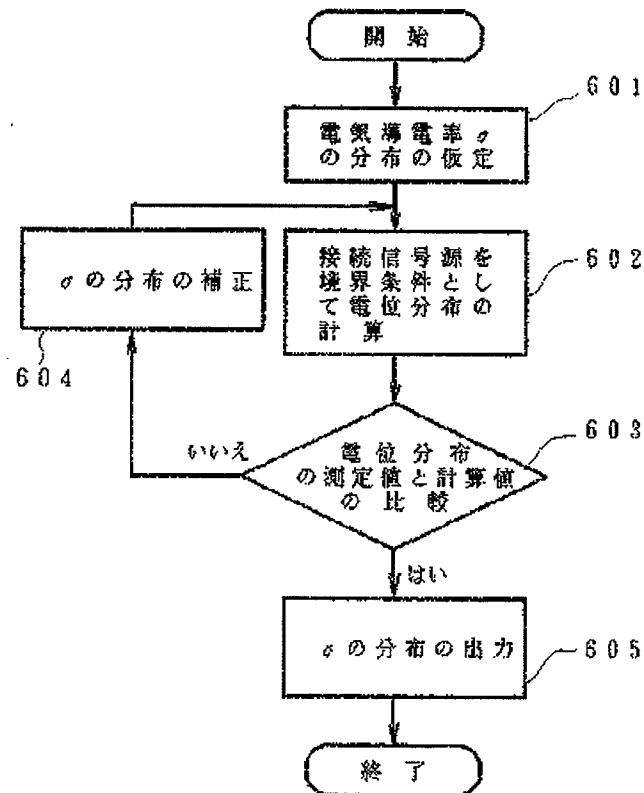 開始
601
電気導電率σ
の分布の仮定
接続信号源を
境界条件とし
て電位分布の
計算
602
σの分布の補正
604
603
電位分布
の測定値と計算値
の比較
いいえ
はい
σの分布の出力
605
終了